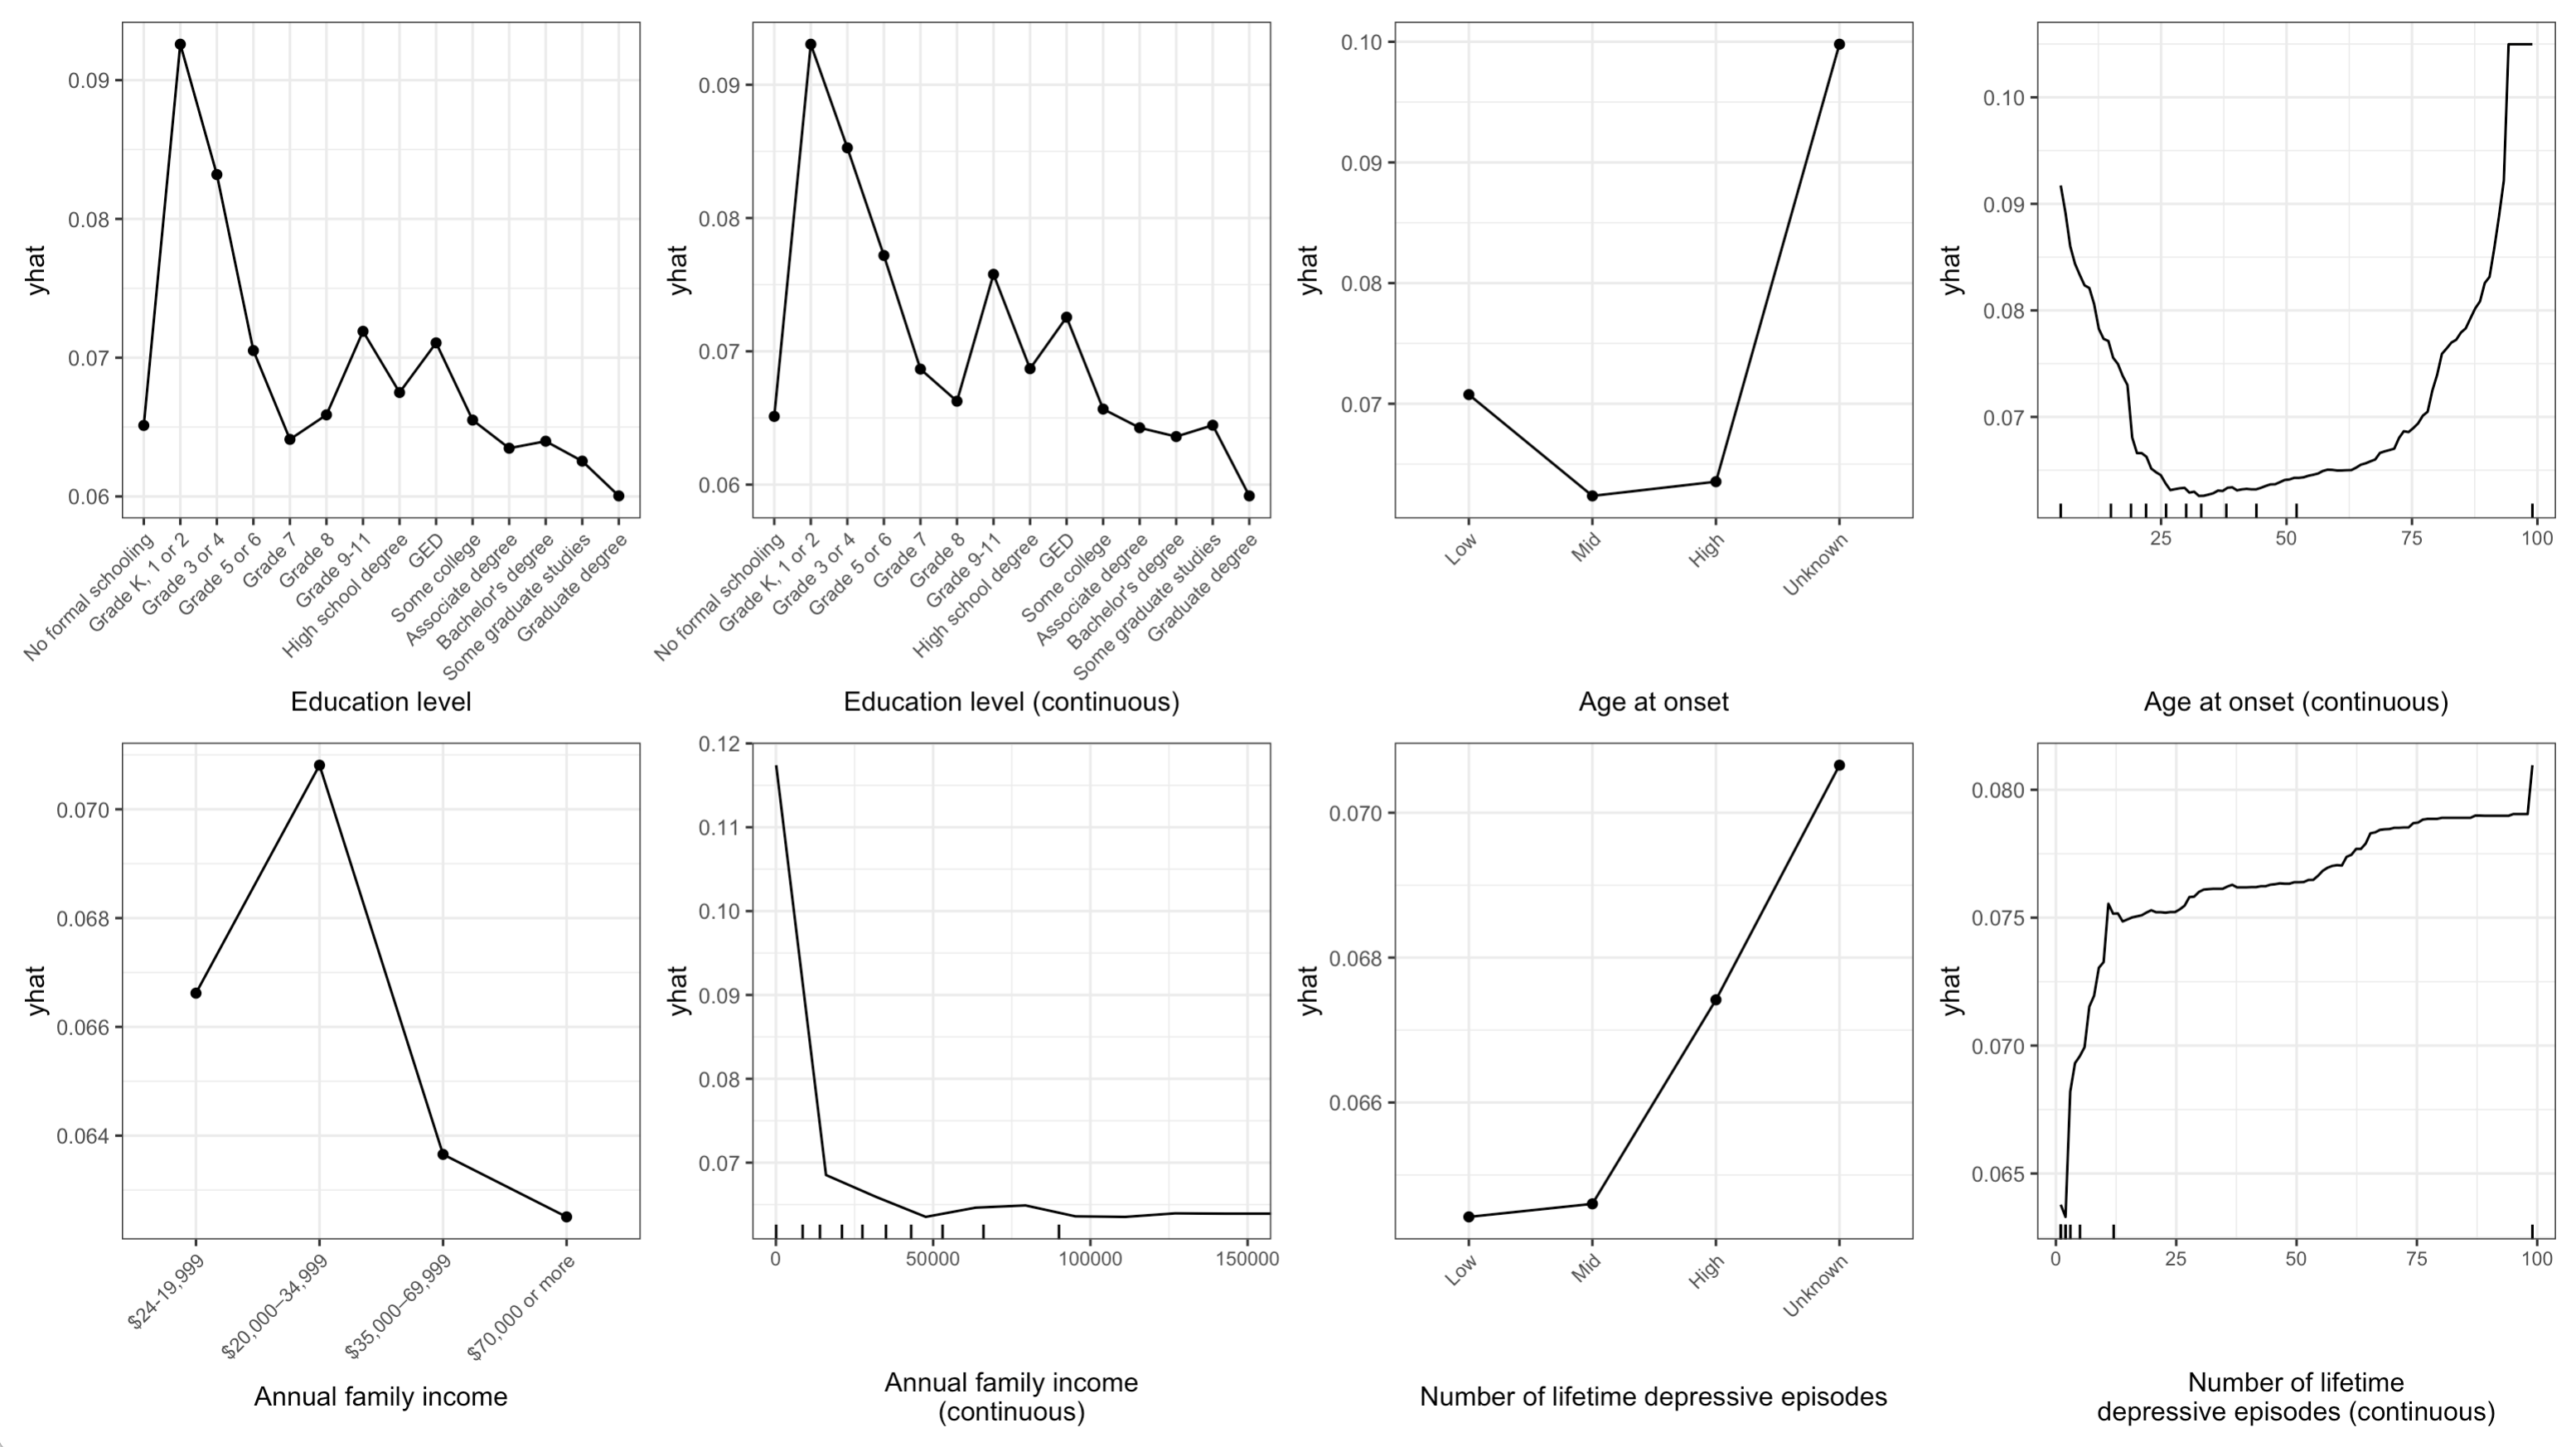 yhat
0.09
0.08
0.07
0.06
No formal schooling
Grade K, 1 or 2
Grade 3 or 4
Grade 5 or 6
Grade 7
Grade 8
Grade 9-11
High school degree
GED
Some college
Associate degree
Bachelor's degree
Some graduate studies
Graduate degree
Education level
yhat
0.09
0.08
0.07
0.06
No formal schooling
Grade K, 1 or 2
Grade 3 or 4
Grade 5 or 6
Grade 7
Grade 8
Grade 9-11
High school degree
GED
Some college
Associate degree
Bachelor's degree
Some graduate studies
Graduate degree
Education level (continuous)
yhat
0.10
0.09
0.08
0.07
Low
Mid
High
Unknown
Age at onset
yhat
0.10
0.09
0.08
0.07
25
50
75
100
Age at onset (continuous)
yhat
0.070
0.068
0.066
0.064
$24-19,999
$20,000–34,999
$35,000–69,999
$70,000 or more
Annual family income
yhat
0.12
0.11
0.10
0.09
0.08
0.07
0
50000
100000
150000
Annual family income
(continuous)
yhat
0.070
0.068
0.066
Low
Mid
High
Unknown
Number of lifetime depressive episodes
yhat
0.080
0.075
0.070
0.065
0
25
50
75
100
Number of lifetime
depressive episodes (continuous)